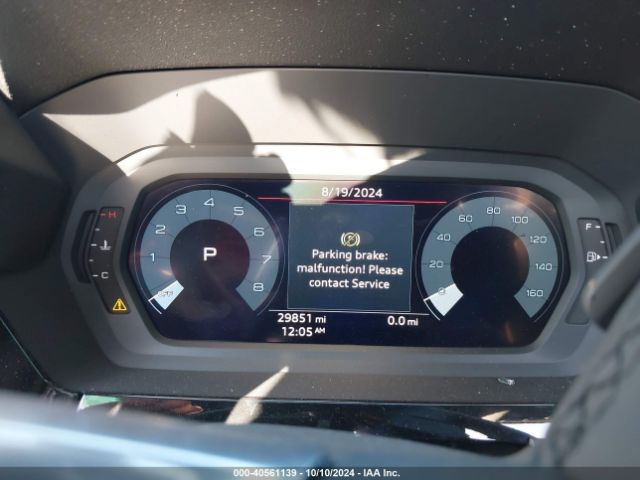 8/19/2024
H
C
1
2
3
4
5
6
7
8
OFF
P
Parking brake:
malfunction! Please
contact Service
29851 mi
0.0 mi
12:05 AM
0
40
60
80
100
120
160
F
000-40561139 - 10/10/2024 - IAA Inc.